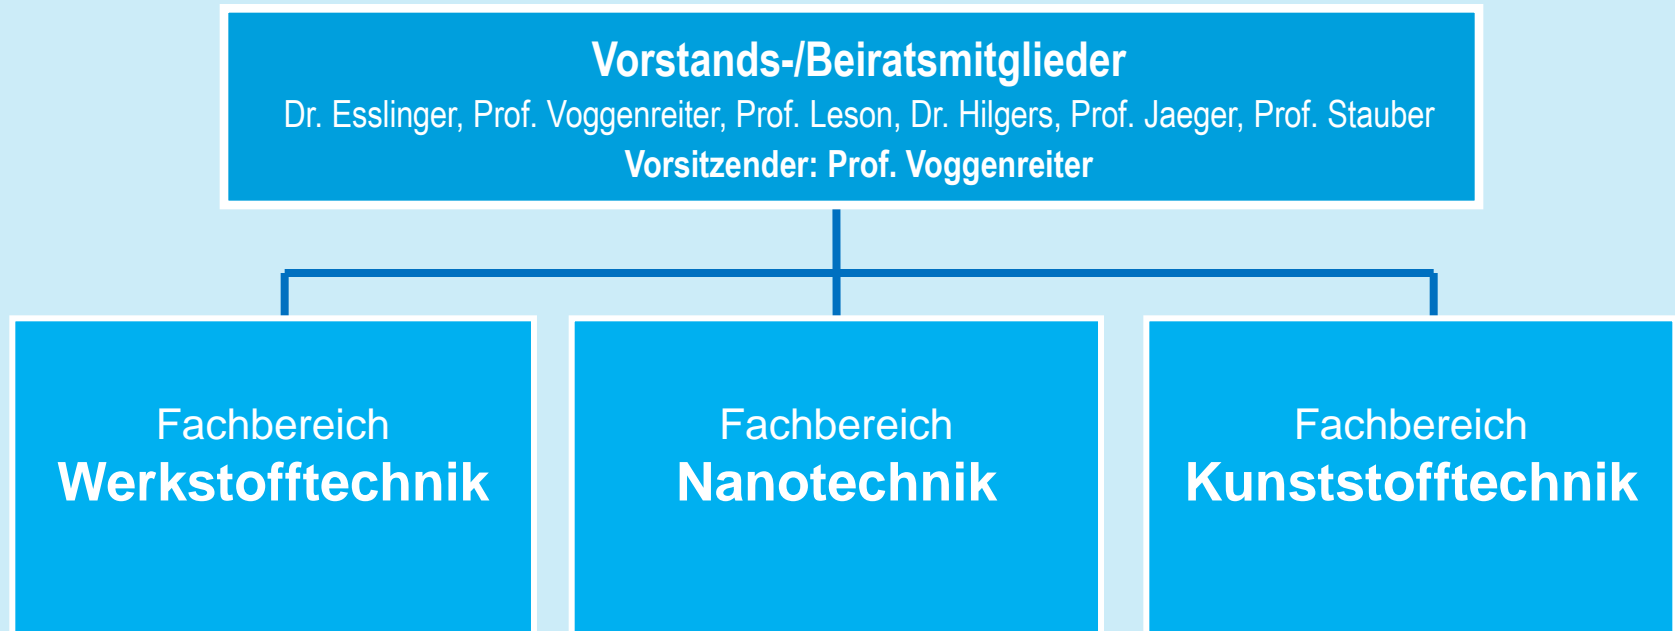 Vorstands-/Beiratsmitglieder
Dr. Esslinger, Prof. Voggenreiter, Prof. Leson, Dr. Hilgers, Prof. Jaeger, Prof. Stauber
Vorsitzender: Prof. Voggenreiter
Fachbereich
Werkstofftechnik
Fachbereich
Nanotechnik
Fachbereich
Kunststofftechnik